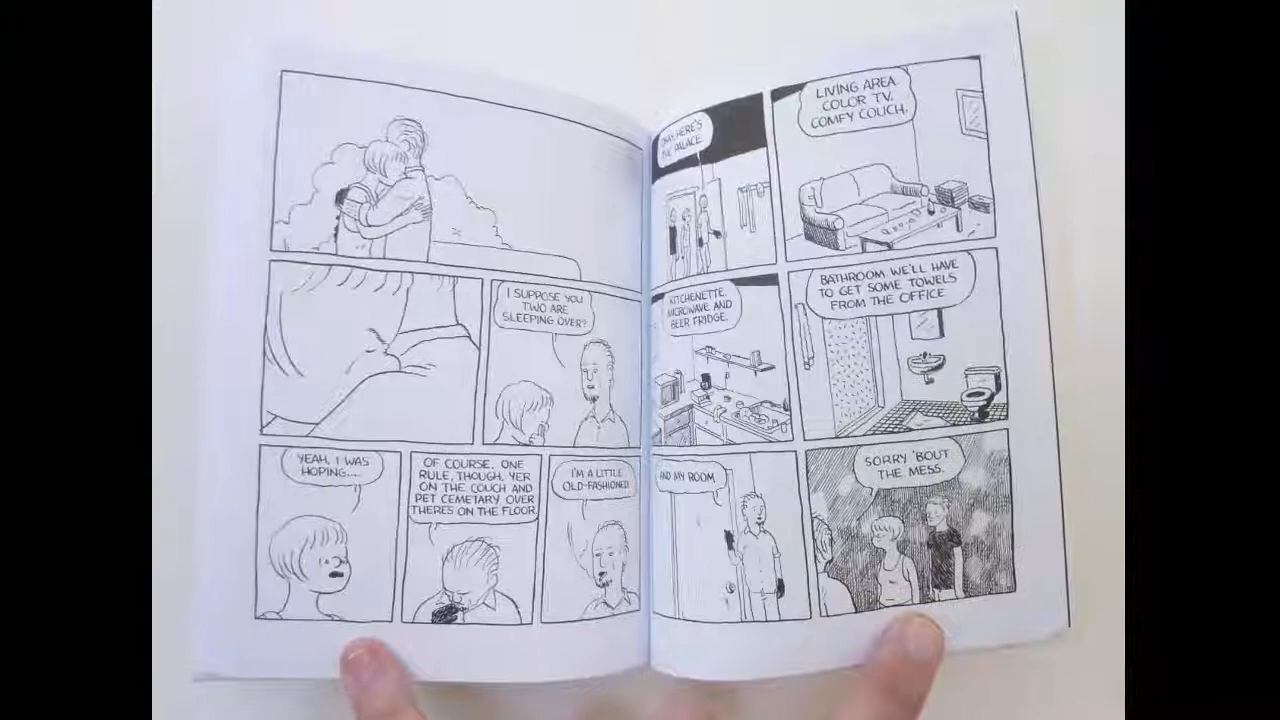 I SUPPOSE YOU
TWO ARE
SLEEPING OVER?
YEAH, I WAS
HOPING....
OF COURSE. ONE
RULE, THOUGH. YER
ON THE COUCH AND
PET CEMETARY OVER
THERES ON THE FLOOR.
I'M A LITTLE
OLD-FASHIONED.
OKAY, HERE'S
THE PALACE.
LIVING AREA.
COLOR TV.
COMFY COUCH.
KITCHENETTE.
MICROWAVE AND
BEER FRIDGE.
BATHROOM. WE'LL HAVE
TO GET SOME TOWELS
FROM THE OFFICE
AND MY ROOM
SORRY 'BOUT
THE MESS.